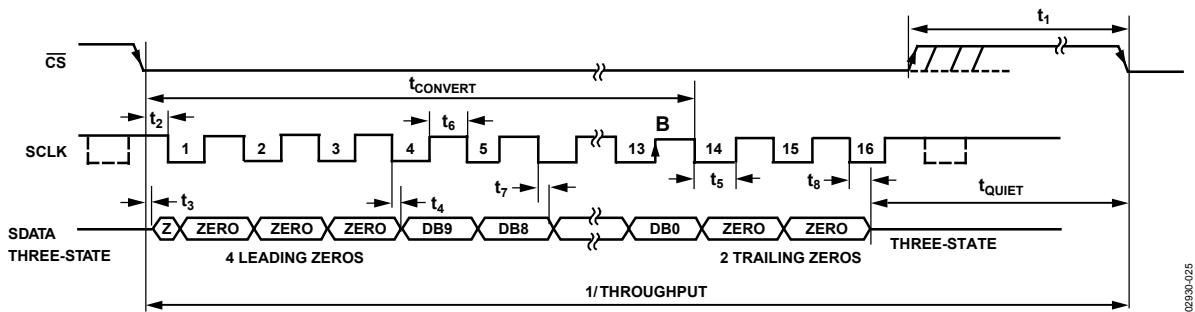 t1
CS
tCONVERT
t2
t6
B
SCLK
1
2
3
4
5
13
14
15
16
t3
t4
t7
t5
t8
tQUIET
SDATA
Z
ZERO
ZERO
ZERO
DB9
DB8
DB0
ZERO
ZERO
THREE-STATE
THREE-STATE
4 LEADING ZEROS
2 TRAILING ZEROS
1/THROUGHPUT
02930-025